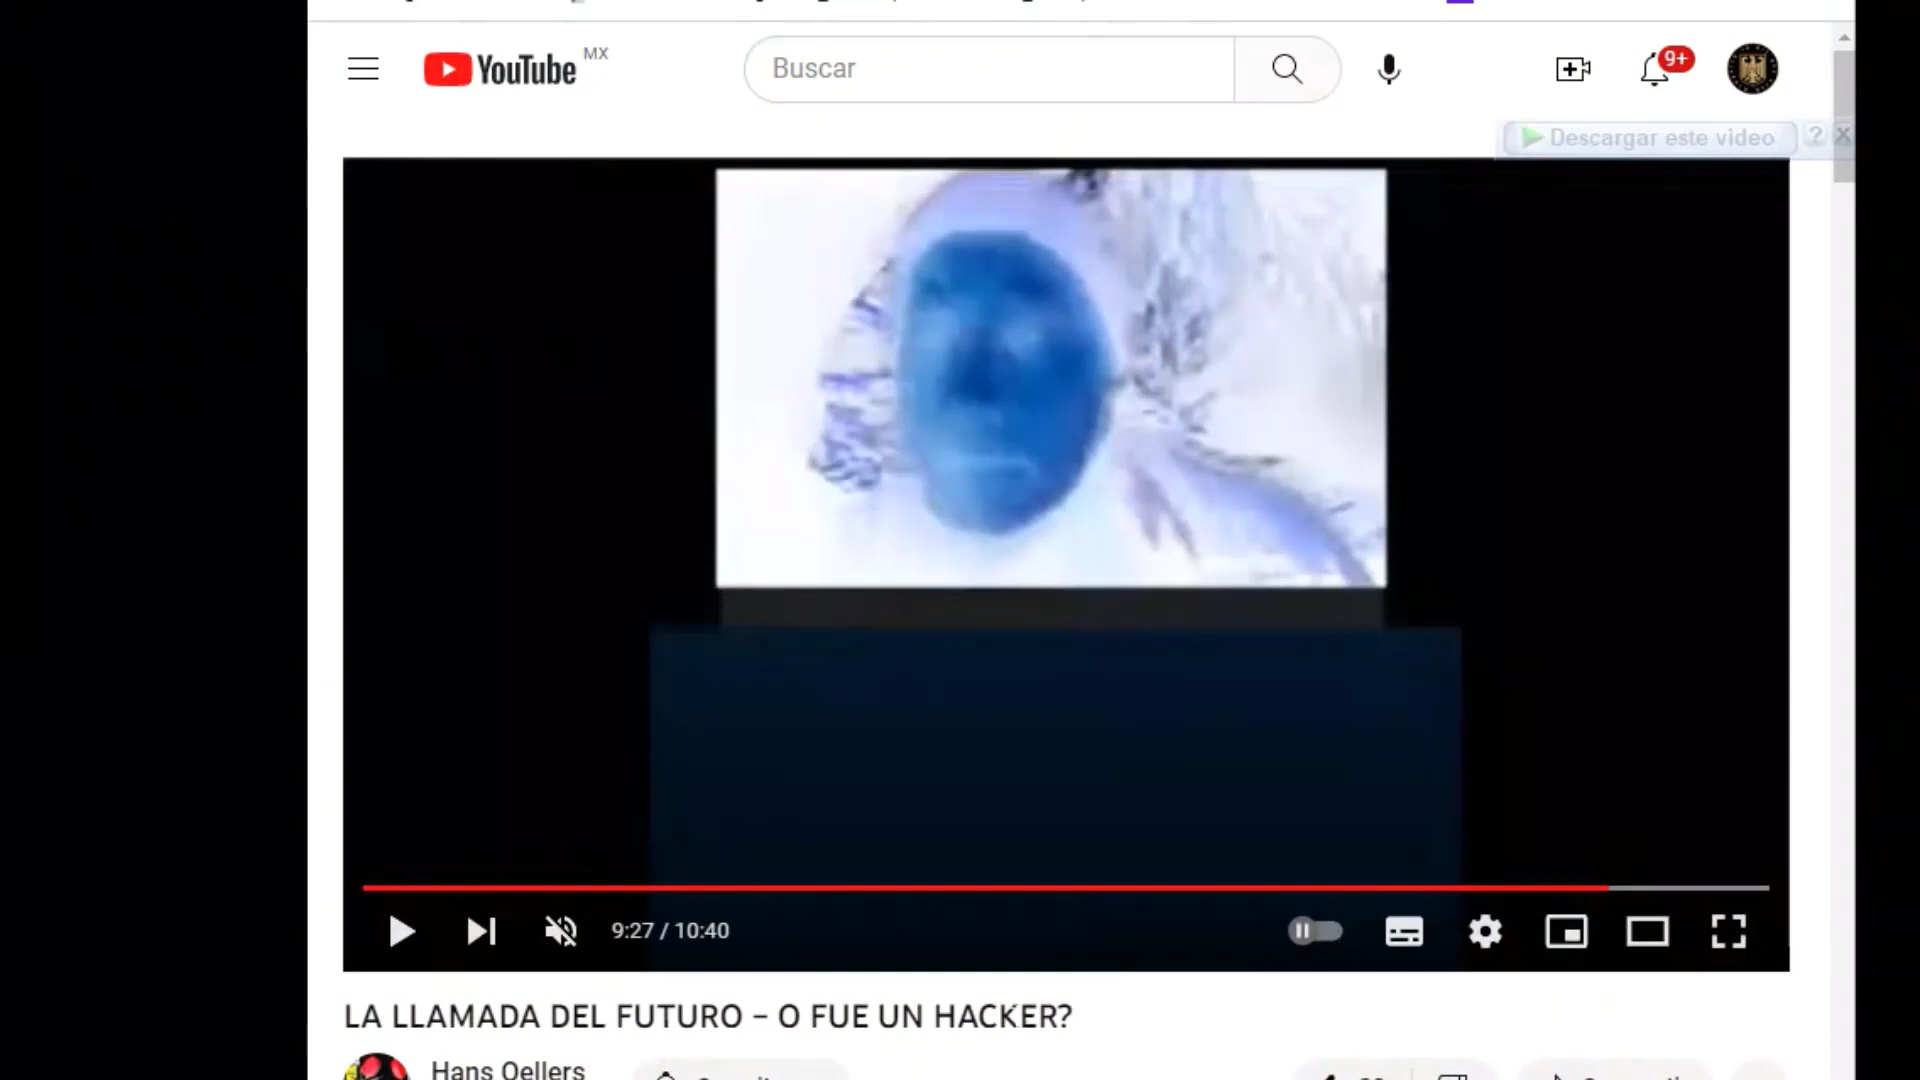 YouTube MX
Buscar
9+
Descargar este video ? X
9:27 / 10:40
LA LLAMADA DEL FUTURO - O FUE UN HACKER?
Hans Oellers